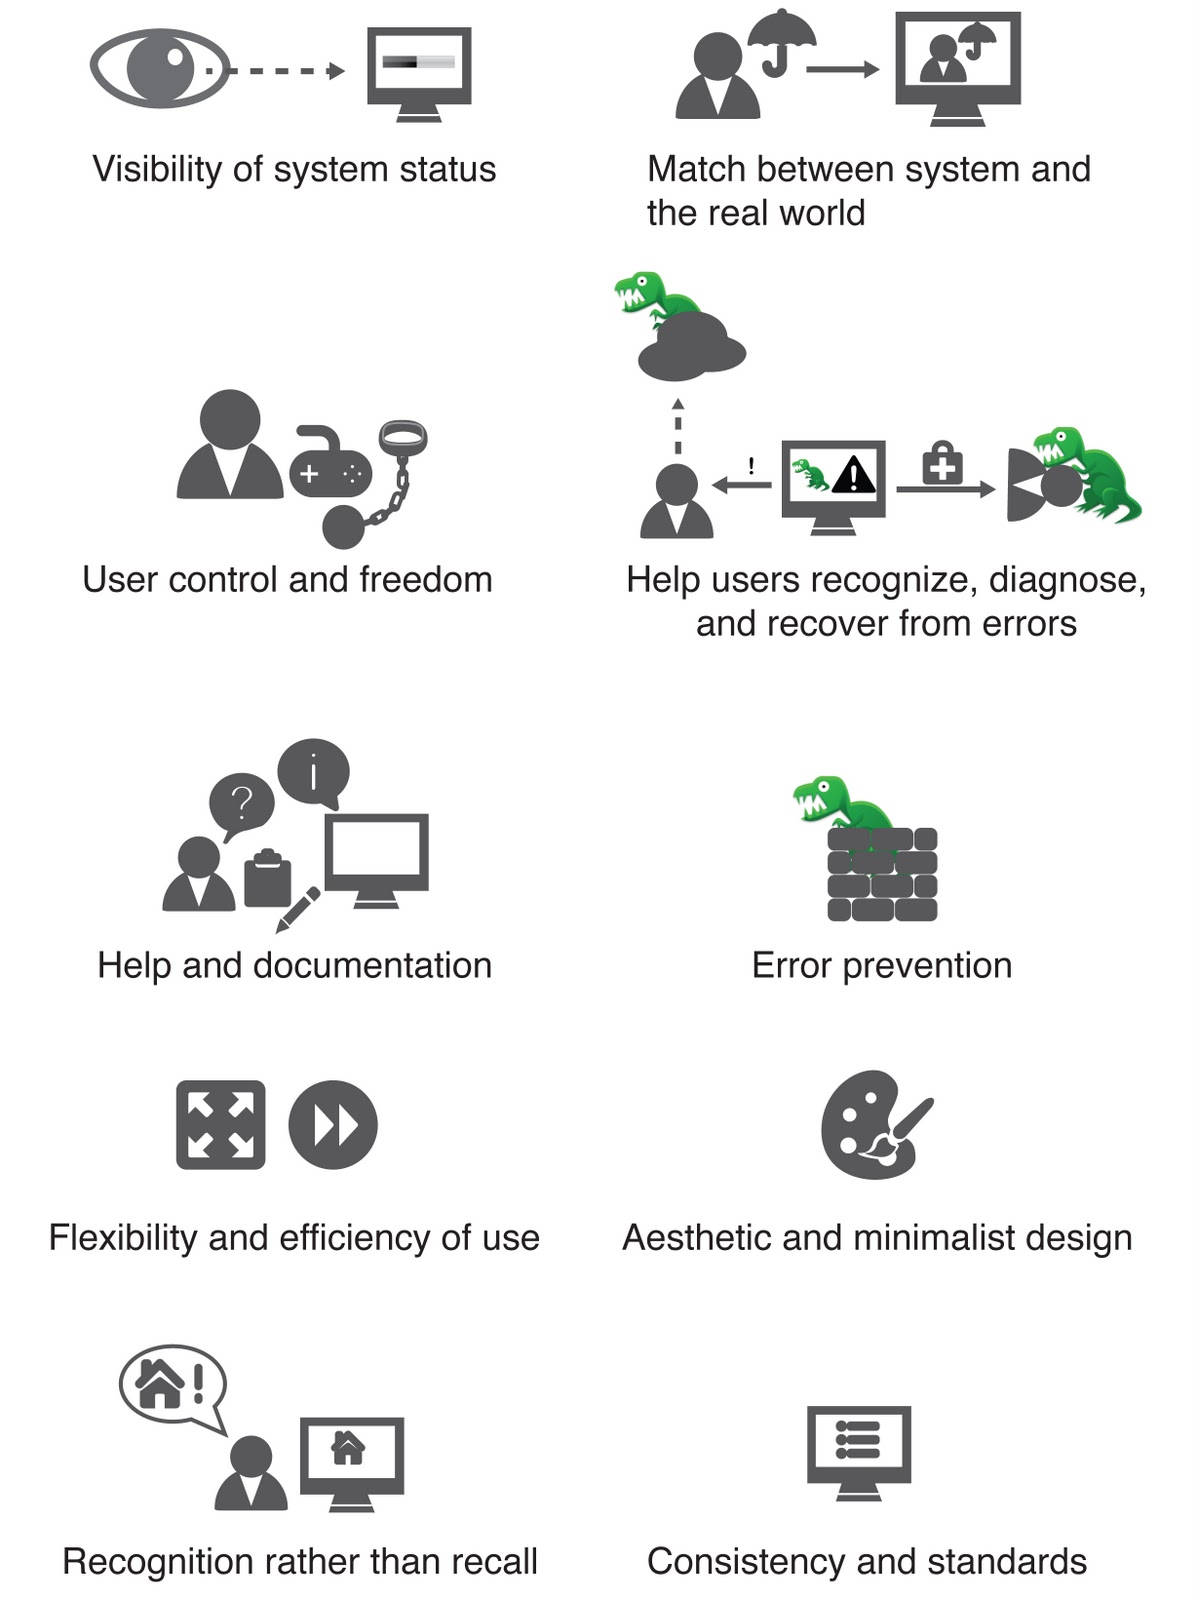 Visibility of system status
Match between system and
the real world
!
User control and freedom
Help users recognize, diagnose,
and recover from errors
?
i
Help and documentation
Error prevention
Flexibility and efficiency of use
Aesthetic and minimalist design
!
Recognition rather than recall
Consistency and standards